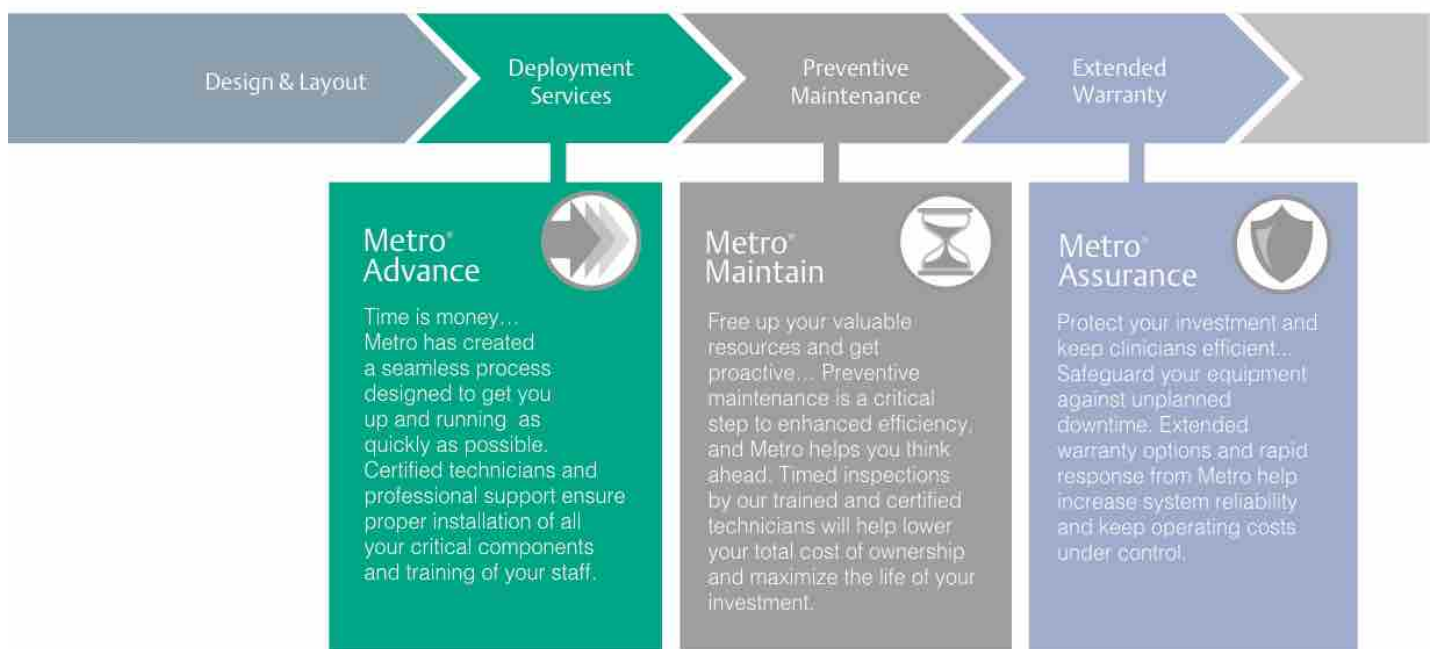 Design & Layout
Deployment
Services
Preventive
Maintenance
Extended
Warranty
Metro®
Advance
Time is money...
Metro has created
a seamless process
designed to get you
up and running as
quickly as possible.
Certified technicians and
professional support ensure
proper installation of all
your critical components
and training of your staff.
Metro®
Maintain
Free up your valuable
resources and get
proactive... Preventive
maintenance is a critical
step to enhanced efficiency,
and Metro helps you think
ahead. Timed inspections
by our trained and certified
technicians will help lower
your total cost of ownership
and maximize the life of your
investment.
Metro®
Assurance
Protect your investment and
keep clinicians efficient...
Safeguard your equipment
against unplanned
downtime. Extended
warranty options and rapid
response from Metro help
increase system reliability
and keep operating costs
under control.